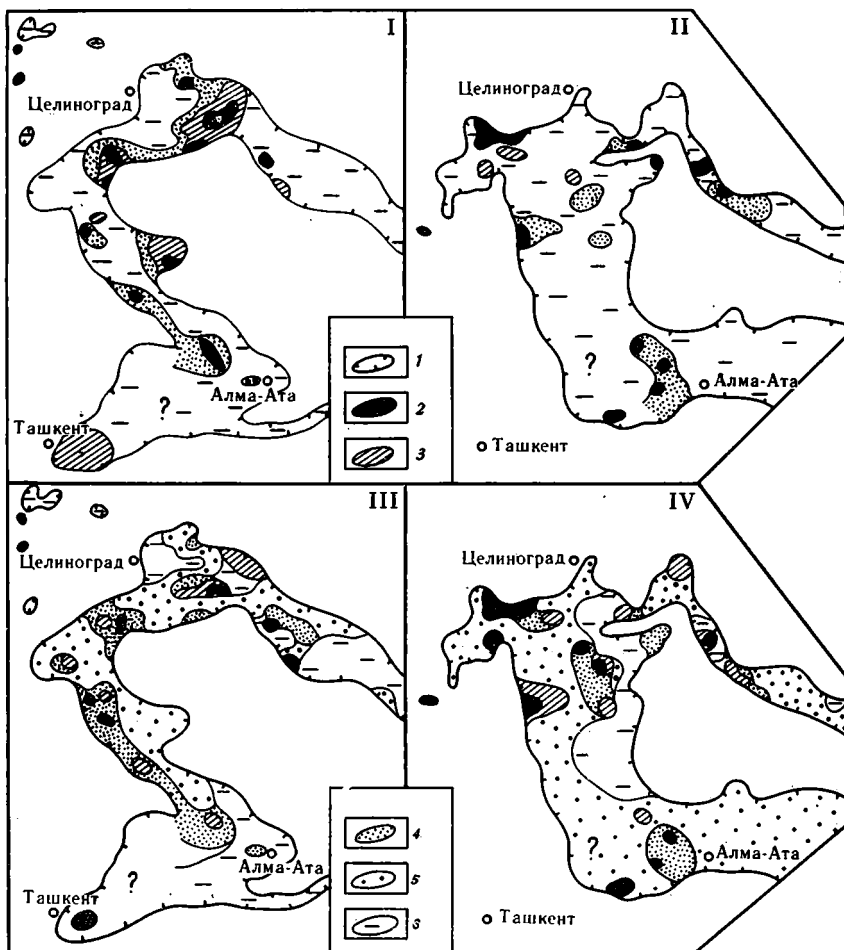 I
II
Целиноград
Целиноград
1
?
?
2
Алма-Ата
Алма-Ата
Ташкент
3
Ташкент
III
IV
Целиноград
Целиноград
4
?
?
5
Алма-Ата
Алма-Ата
Ташкент
6
Ташкент